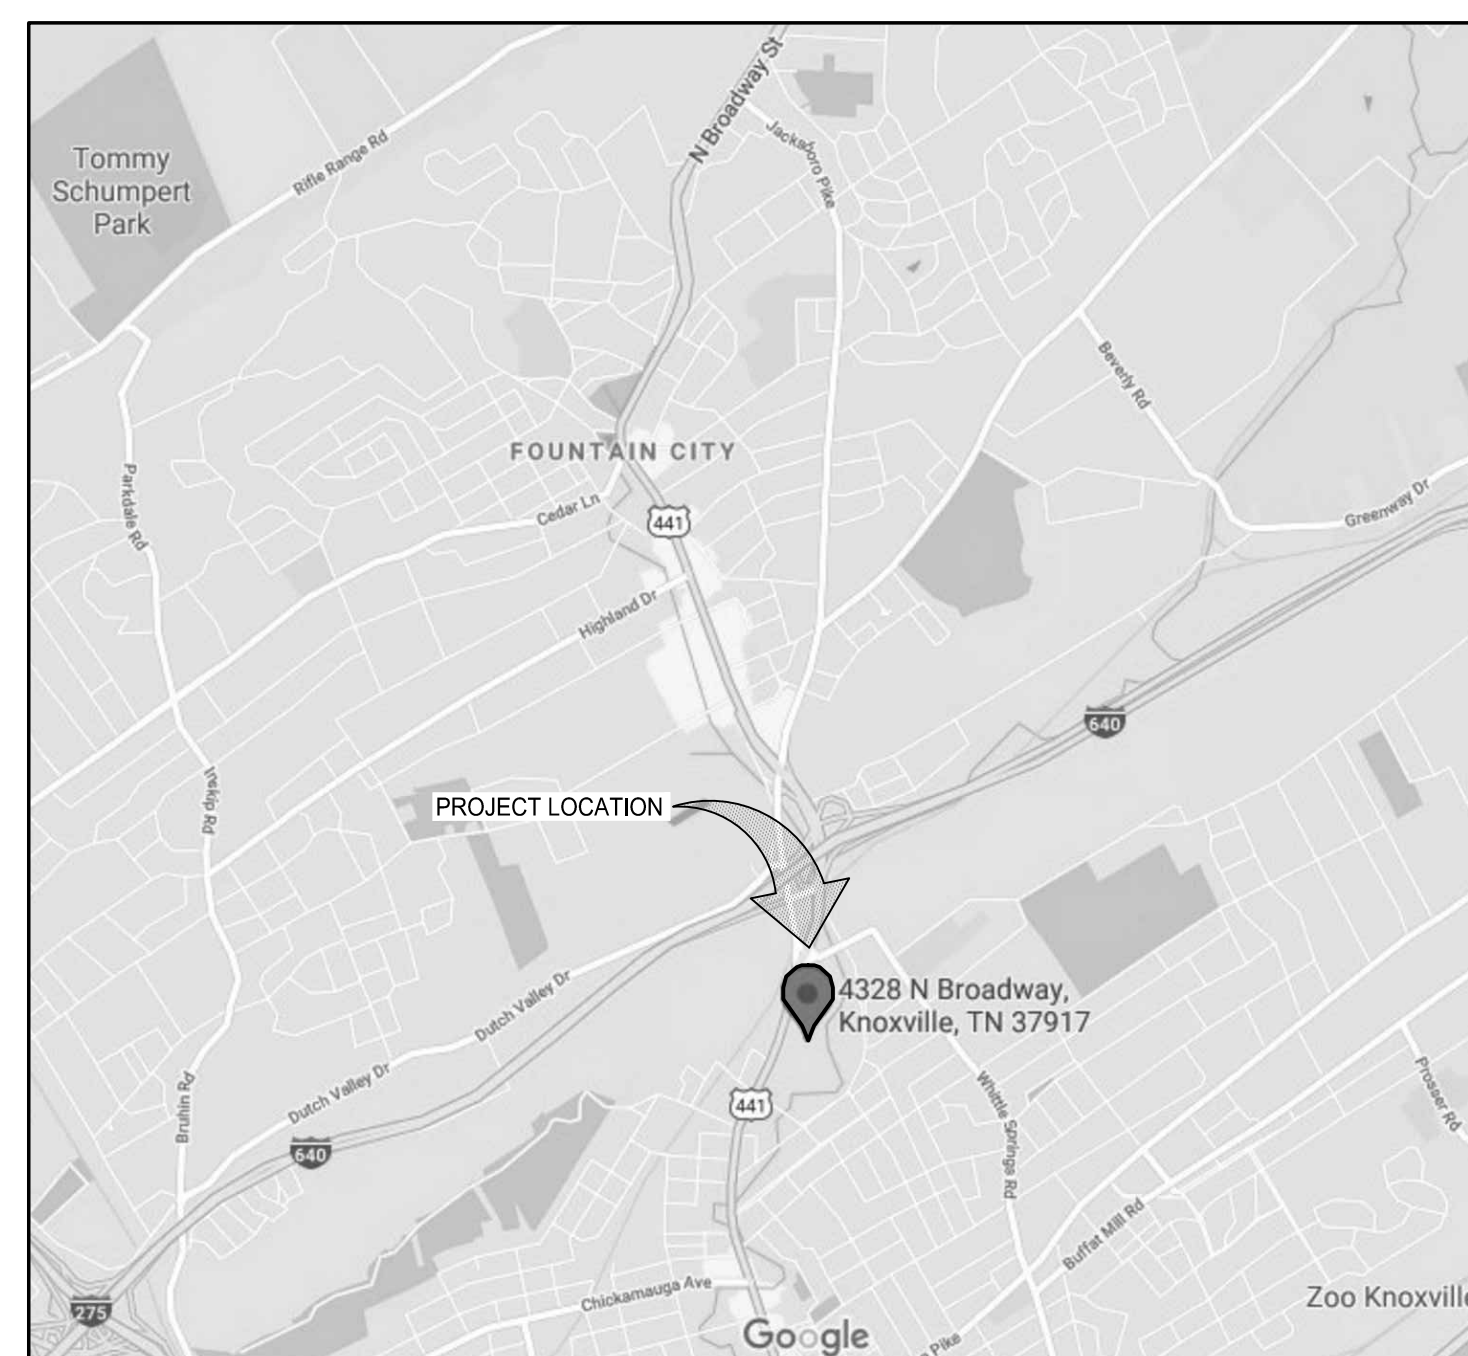 N Broadway St
Jacksboro Pike
Rifle Range Rd
Tommy
Schumpert
Park
Beverly Rd
FOUNTAIN CITY
Parkdale Rd
Cedar Ln
441
Greenway Dr
Highland Dr
640
Inskip Rd
PROJECT LOCATION
4328 N Broadway,
Knoxville, TN 37917
Dutch Valley Dr
Dutch Valley Dr
Bruhin Rd
441
Whittle Springs Rd
Prosser Rd
640
Buffat Mill Rd
Chickamauga Ave
275
Zoo Knoxville
Google
Pike